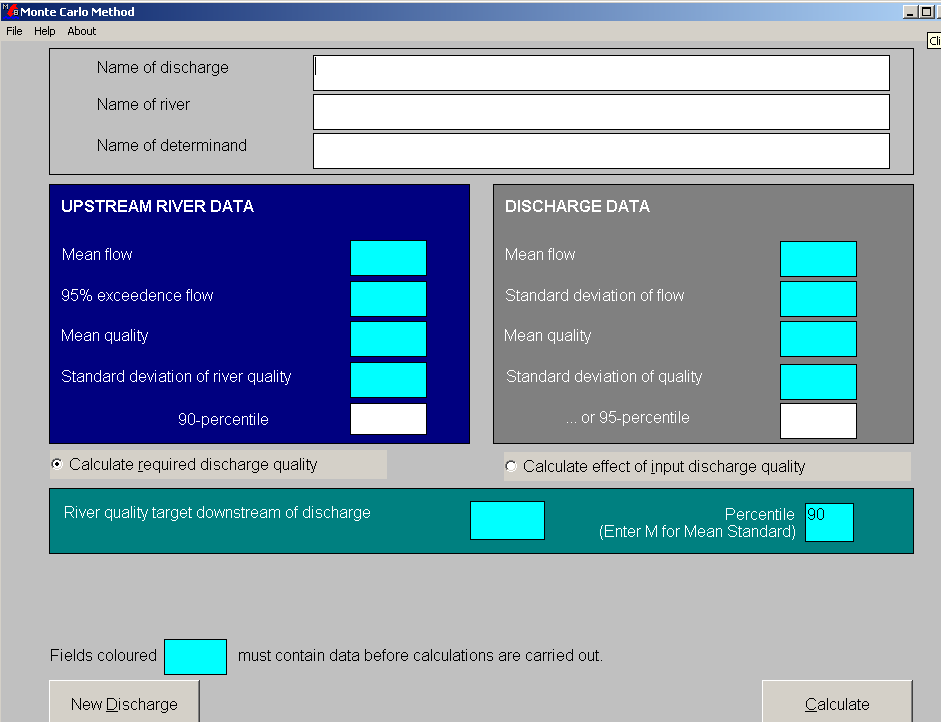 Monte Carlo Method
File Help About
Cli
Name of discharge
Name of river
Name of determinand
UPSTREAM RIVER DATA
Mean flow
95% exceedence flow
Mean quality
Standard deviation of river quality
90-percentile
DISCHARGE DATA
Mean flow
Standard deviation of flow
Mean quality
Standard deviation of quality
... or 95-percentile
Calculate required discharge quality
Calculate effect of input discharge quality
River quality target downstream of discharge
Percentile 90
(Enter M for Mean Standard)
Fields coloured must contain data before calculations are carried out.
New Discharge
Calculate